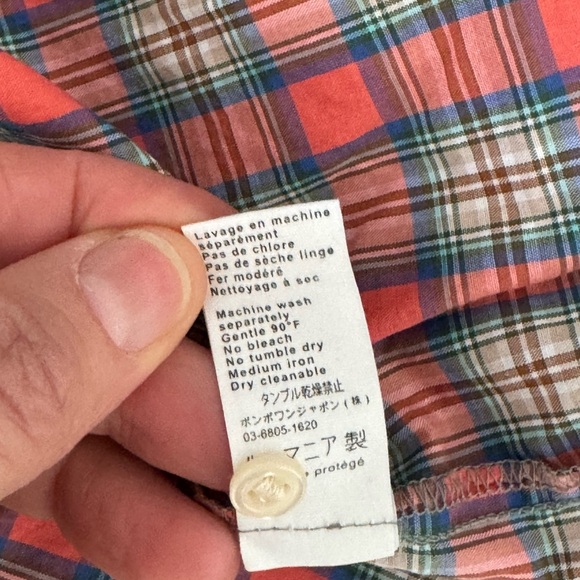 Lavage en machine
séparément
Pas de chlore
Pas de sèche linge
Fer modéré
Nettoyage à sec
Machine wash
separately
Gentle 90°F
No bleach
No tumble dry
Medium iron
Dry cleanable
タンブル乾燥禁止
ボンポワンジャポン(株)
03-6805-1620
マニア製
protégé